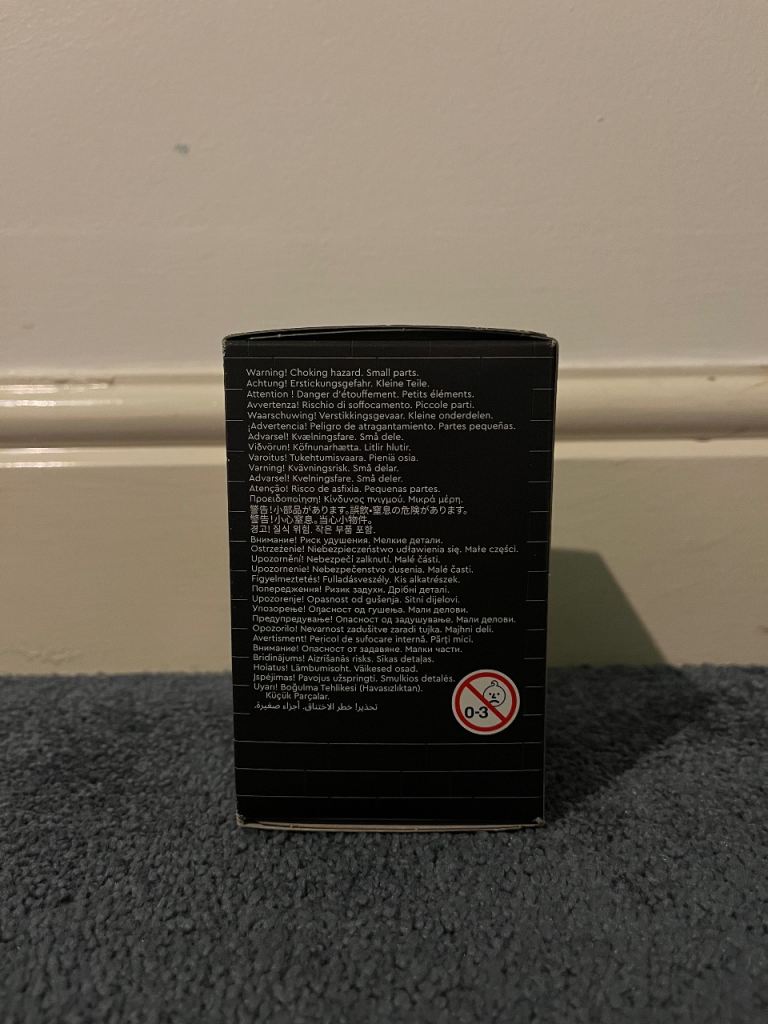 Warning! Choking hazard. Small parts.
Achtung! Erstickungsgefahr. Kleine Teile.
Attention ! Danger d'étouffement. Petits éléments.
Avvertenza! Rischio di soffocamento. Piccole parti.
Waarschuwing! Verstikkingsgevaar. Kleine onderdelen.
¡Advertencia! Peligro de atragantamiento. Partes pequeñas.
Advarsel! Kvælningsfare. Små dele.
Viðvörun! Köfnunarhætta. Litlir hlutir.
Varoitus! Tukehtumisvaara. Pieniä osia.
Varning! Kvävningsrisk. Små delar.
Advarsel! Kvelningsfare. Små deler.
Atenção! Risco de asfixia. Pequenas partes.
Προειδοποίηση! Κίνδυνος πνιγμού. Μικρά μέρη.
警告!小部品があります。誤飲・窒息の危険があります。
警告!小心窒息。当心小物件。
경고! 질식 위험. 작은 부품 포함.
Внимание! Риск удушения. Мелкие детали.
Ostrzeżenie! Niebezpieczeństwo udławienia się. Małe części.
Upozornění! Nebezpečí zalknutí. Malé části.
Upozornenie! Nebezpečenstvo dusenia. Malé časti.
Figyelmeztetés! Fulladásveszély. Kis alkatrészek.
Попередження! Ризик задухи. Дрібні деталі.
Upozorenje! Opasnost od gušenja. Sitni dijelovi.
Упозорење! Опасност од гушења. Мали делови.
Предупредување! Опасност од задушување. Мали делови.
Opozorilo! Nevarnost zadušitve zaradi tujka. Majhni deli.
Avertisment! Pericol de sufocare internă. Părți mici.
Внимание! Опасност от задавяне. Малки части.
Brīdinājums! Aizrīšanās risks. Sīkas detaļas.
Hoiatus! Lämbumisoht. Väikesed osad.
Įspėjimas! Pavojus užspringti. Smulkios detalės.
Uyarı! Boğulma Tehlikesi (Havasızlıktan).
Küçük Parçalar.
تحذير! خطر الاختناق. أجزاء صغيرة.
0-3